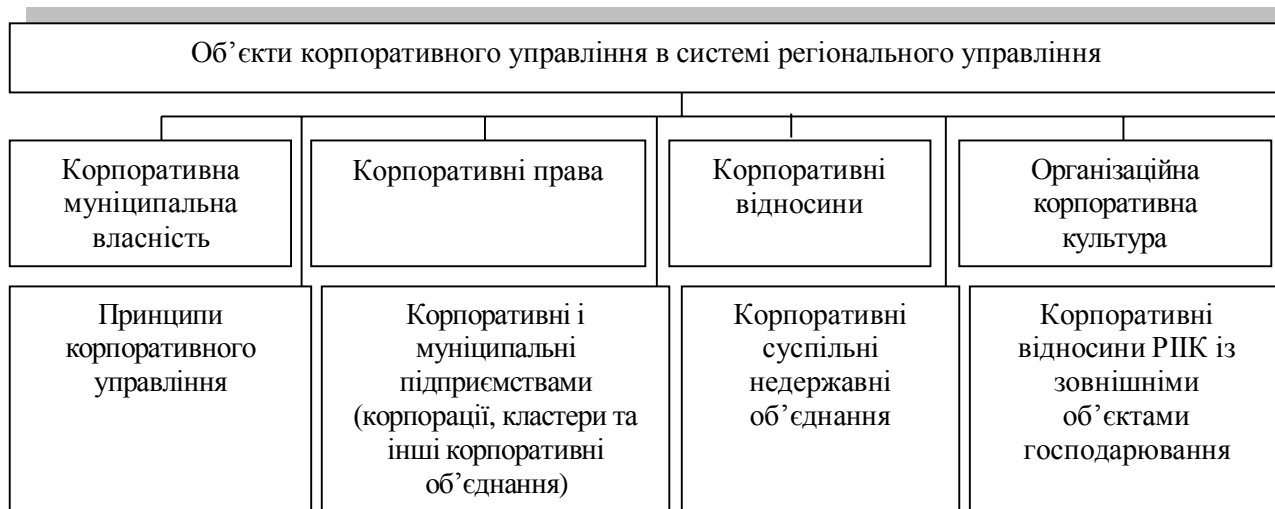 Об’єкти корпоративного управління в системі регіонального управління
Корпоративна
муніципальна
власність
Корпоративні права
Корпоративні
відносини
Організаційна
корпоративна
культура
Принципи
корпоративного
управління
Корпоративні і
муніципальні
підприємствами
(корпорації, кластери та
інші корпоративні
об’єднання)
Корпоративні
суспільні
недержавні
об’єднання
Корпоративні
відносини РІІК із
зовнішніми
об’єктами
господарювання